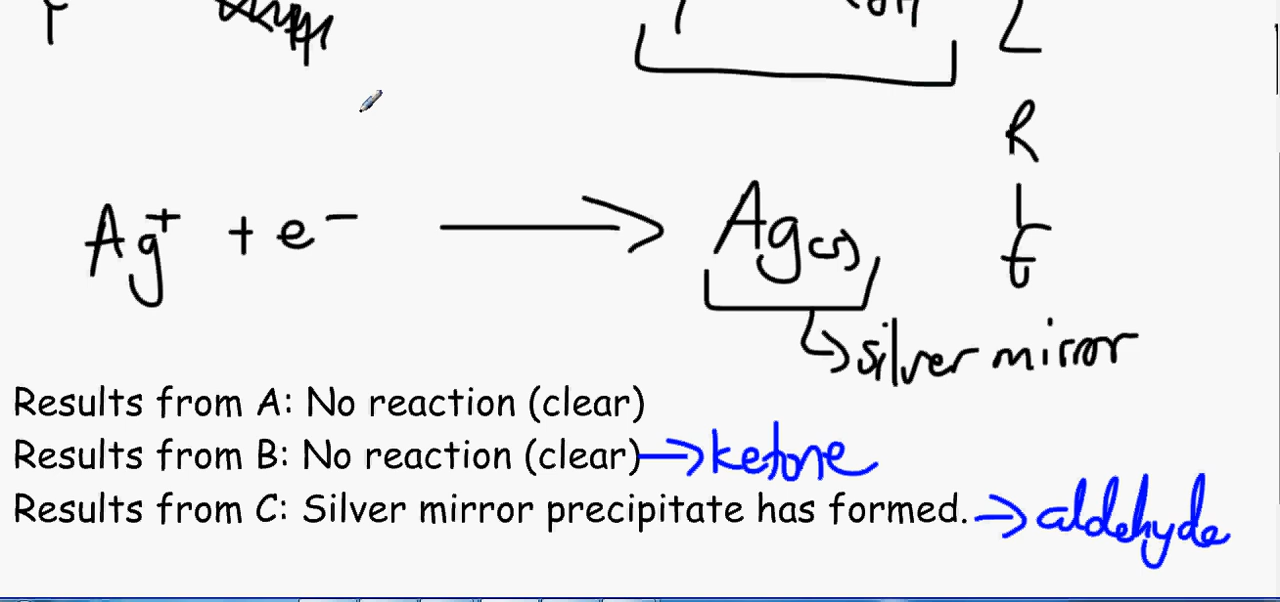 Ag⁺ + e⁻ → Ag(s)
R
↳ silver mirror
Results from A: No reaction (clear)
Results from B: No reaction (clear) → ketone
Results from C: Silver mirror precipitate has formed. → aldehyde